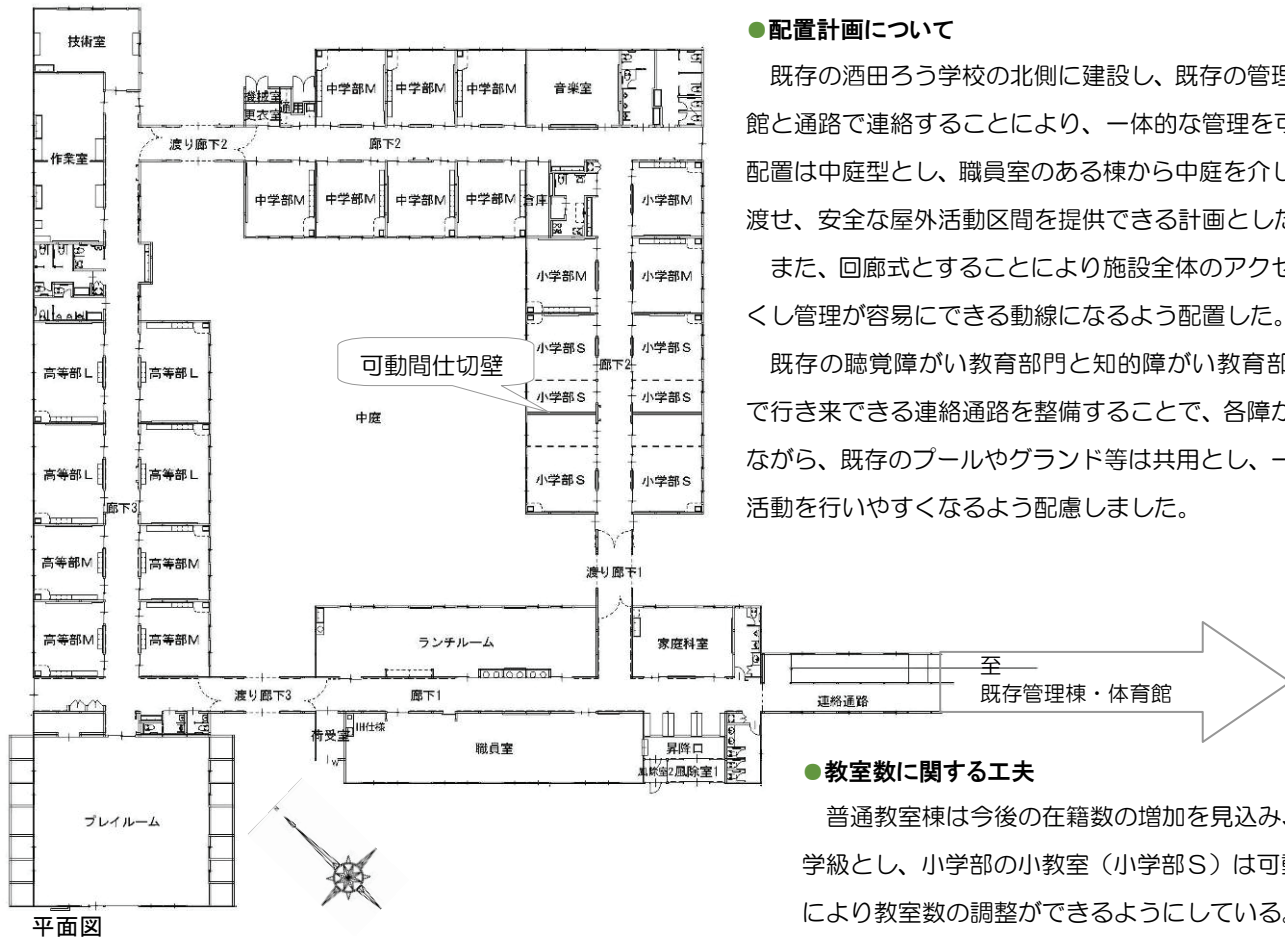 技術室
作業室
機械室
更衣室
中学部M
中学部M
中学部M
音楽室
渡り廊下2
廊下2
中学部M
中学部M
中学部M
中学部M
倉庫
小学部M
小学部M
小学部M
小学部S
小学部S
廊下2
小学部S
小学部S
小学部S
小学部S
可動間仕切壁
中庭
高等部L
高等部L
高等部L
高等部L
廊下3
高等部M
高等部M
高等部M
高等部M
渡り廊下1
ランチルーム
家庭科室
渡り廊下3
廊下1
連絡通路
至
既存管理棟・体育館
荷受室
IH仕様
職員室
昇降口
風除室2
風除室1
プレイルーム
平面図
●配置計画について
既存の酒田ろう学校の北側に建設し、既存の管理
館と通路で連絡することにより、一体的な管理を可
配置は中庭型とし、職員室のある棟から中庭を介し
渡せ、安全な屋外活動区間を提供できる計画とした
また、回廊式とすることにより施設全体のアクセ
くし管理が容易にできる動線になるよう配置した。
既存の聴覚障がい教育部門と知的障がい教育部
で行き来できる連絡通路を整備することで、各障が
ながら、既存のプールやグランド等は共用とし、一
活動を行いやすくなるよう配慮しました。
●教室数に関する工夫
普通教室棟は今後の在籍数の増加を見込み、
学級とし、小学部の小教室（小学部S）は可動
により教室数の調整ができるようにしている。